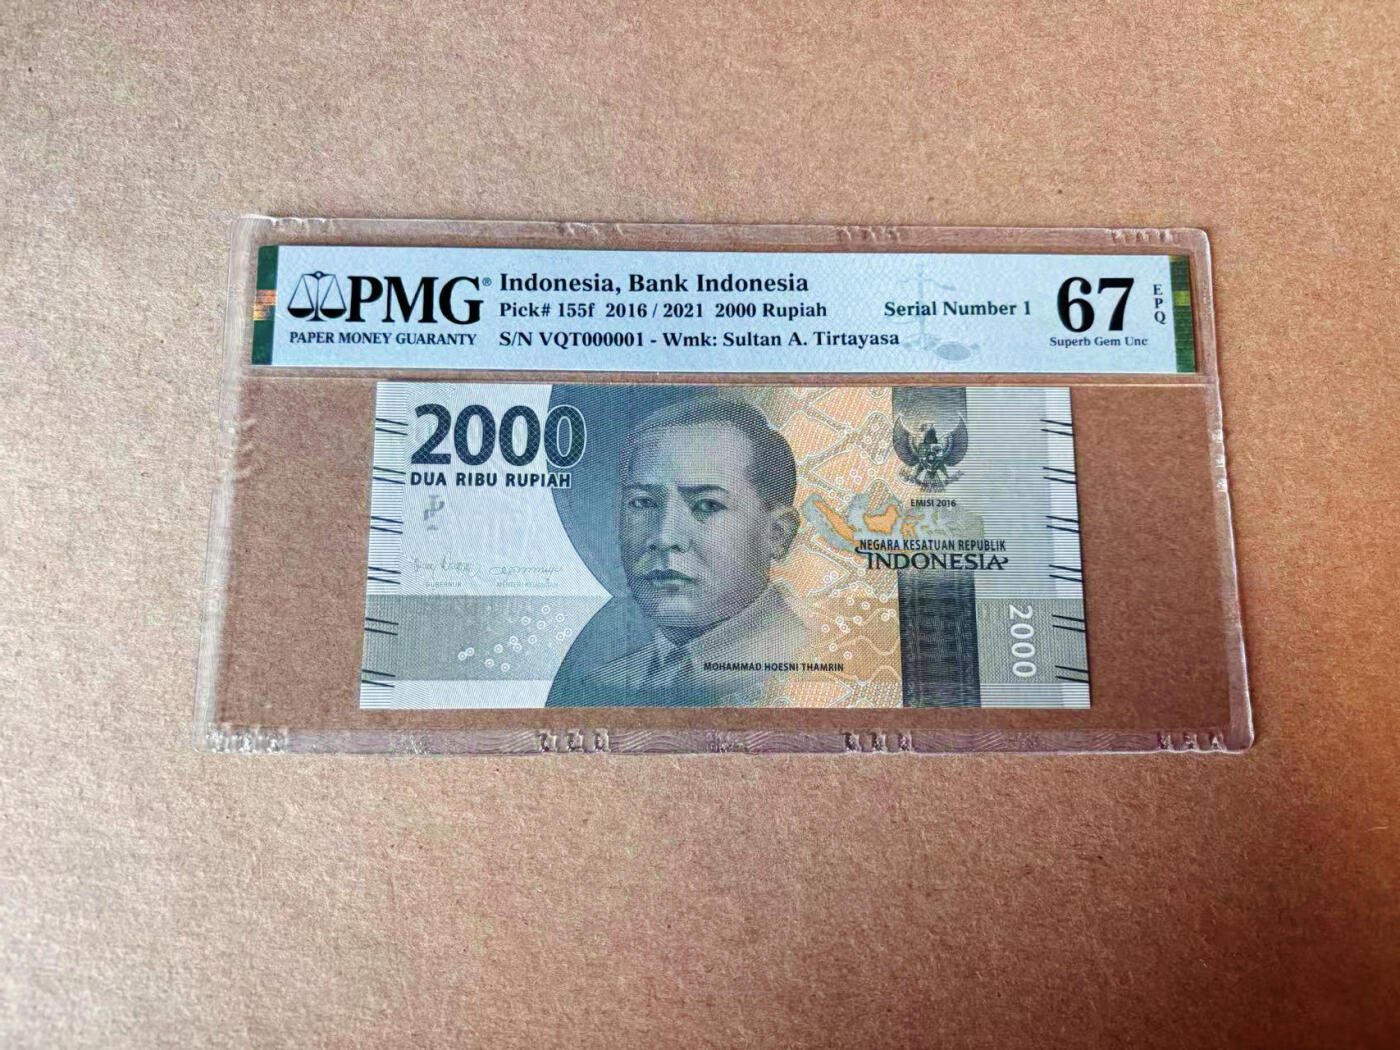 PMG®
PAPER MONEY GUARANTY
Indonesia, Bank Indonesia
Pick# 155f 2016 / 2021 2000 Rupiah
S/N VQT000001 - Wmk: Sultan A. Tirtayasa
Serial Number 1
67
EPQ
Superb Gem Unc
2000
DUA RIBU RUPIAH
EMISI 2016
NEGARA KESATUAN REPUBLIK
INDONESIA
GUBERNUR
MOHAMMAD HOESNI THAMRIN
2000